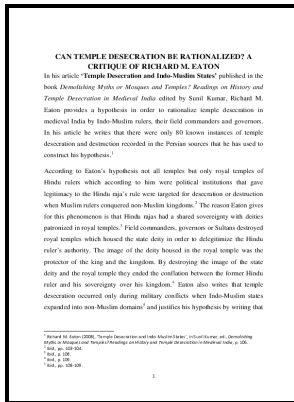 CAN TEMPLE DESECRATION BE RATIONALIZED? A
CRITIQUE OF RICHARD M. EATON
In his article 'Temple Desecration and Indo-Muslim States' published in the
book Demolishing Myths or Mosques and Temples? Readings on History and
Temple Desecration in Medieval India edited by Sunil Kumar, Richard M.
Eaton provides a hypothesis in order to rationalize temple desecration in
medieval India by Indo-Muslim rulers, their field commanders and governors.
In his article he writes that there were only 80 known instances of temple
desecration and destruction recorded in the Persian sources that he has used to
construct his hypothesis.1
According to Eaton's hypothesis not all temples but only royal temples of
Hindu rulers which according to him were political institutions that gave
legitimacy to the Hindu raja's rule were targeted for desecration or destruction
when Muslim rulers conquered non-Muslim kingdoms.2 The reason Eaton gives
for this phenomenon is that Hindu rajas had a shared sovereignty with deities
patronized in royal temples.3 Field commanders, governors or Sultans destroyed
royal temples which housed the state deity in order to delegitimize the Hindu
ruler's authority. The image of the deity housed in the royal temple was the
protector of the king and the kingdom. By destroying the image of the state
deity and the royal temple they ended the conflation between the former Hindu
ruler and his sovereignty over his kingdom.4 Eaton also writes that temple
desecration occurred only during military conflicts when Indo-Muslim states
expanded into non-Muslim domains5 and justifies his hypothesis by writing that
1 Richard M. Eaton (2008), 'Temple Desecration and Indo-Muslim States', in Sunil Kumar, ed., Demolishing
Myths or Mosques and Temples? Readings on History and Temple Desecration in Medieval India, p. 106.
2 Ibid., pp. 103-104.
3 Ibid., p. 108.
4 Ibid., p. 109.
5 Ibid., pp. 108-109.
1